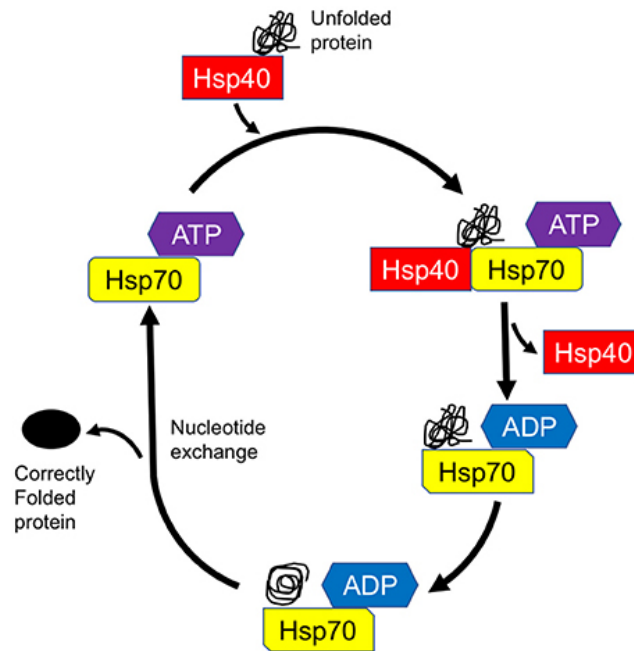 Unfolded
protein
Hsp40
ATP
Hsp70
ATP
Hsp40
Hsp70
Hsp40
ADP
Hsp70
Nucleotide
exchange
Correctly
Folded
protein
ADP
Hsp70